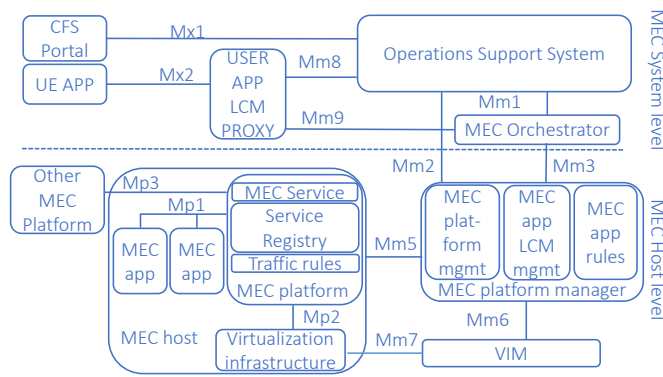 CFS
Portal
Mx1
Operations Support System
MEC System level
UE APP
Mx2
USER
APP
LCM
PROXY
Mm8
Mm9
Mm1
MEC Orchestrator
Mm2
Mm3
Other
MEC
Platform
Mp3
Mp1
MEC
app
MEC
app
MEC Service
Service
Registry
Traffic rules
MEC platform
Mm5
MEC
plat-
form
mgmt
MEC
app
LCM
mgmt
MEC
app
rules
MEC platform manager
MEC Host level
MEC host
Mp2
Virtualization
infrastructure
Mm7
Mm6
VIM